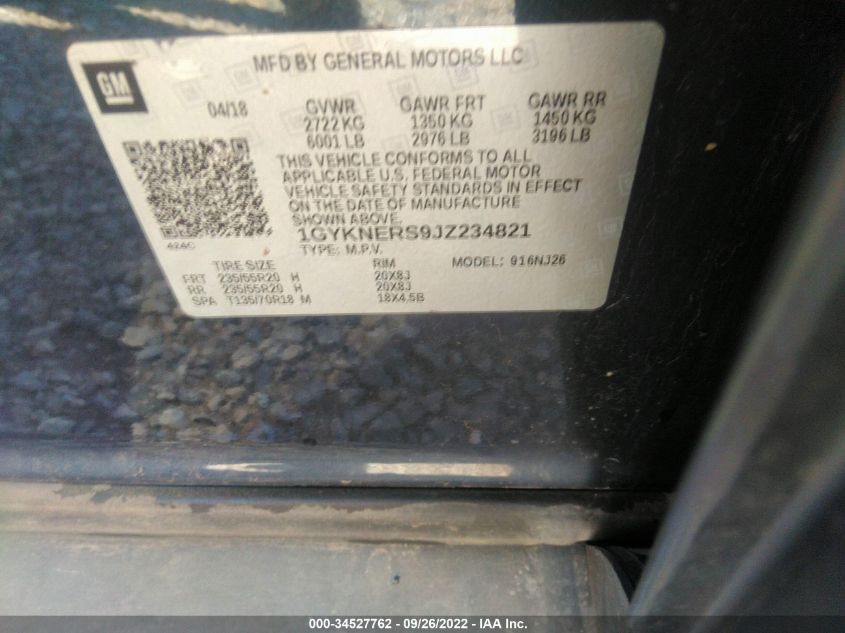 GM
MFD BY GENERAL MOTORS LLC
04/18 GVWR GAWR FRT GAWR RR
2722 KG 1350 KG 1450 KG
6001 LB 2976 LB 3196 LB
THIS VEHICLE CONFORMS TO ALL
APPLICABLE U.S. FEDERAL MOTOR
VEHICLE SAFETY STANDARDS IN EFFECT
ON THE DATE OF MANUFACTURE
SHOWN ABOVE.
424C
1GYKNERS9JZ234821
TYPE: M.P.V.
TIRE SIZE RIM MODEL: 916NJ26
FRT 235/55R20 H 20X8J
RR 235/55R20 H 20X8J
SPA T135/70R18 M 18X4.5B
000-34527762 - 09/26/2022 - IAA Inc.